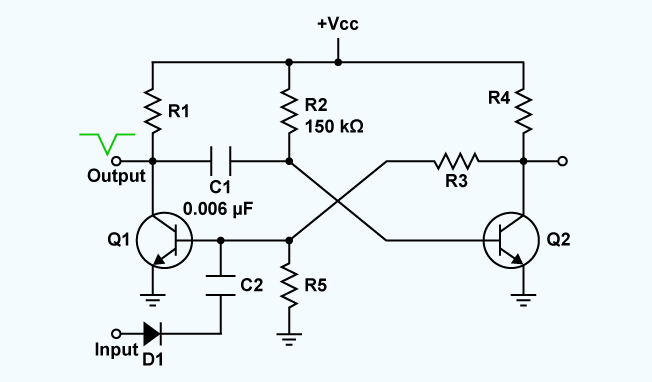 +Vcc
R1
R2
150 kΩ
R4
Output
C1
0.006 µF
R3
Q1
Q2
C2
R5
Input
D1